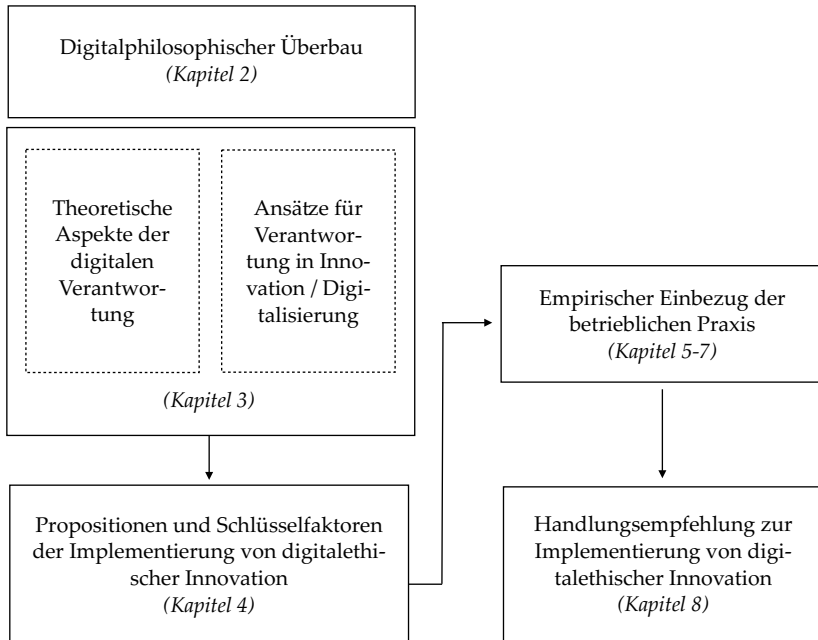 Digitalphilosophischer Überbau
(Kapitel 2)
Theoretische
Aspekte der
digitalen
Verantwor-
tung
Ansätze für
Verantwor-
tung in Inno-
vation / Digi-
talisierung
(Kapitel 3)
Propositionen und Schlüsselfaktoren
der Implementierung von digitalethi-
scher Innovation
(Kapitel 4)
Empirischer Einbezug der
betrieblichen Praxis
(Kapitel 5-7)
Handlungsempfehlung zur
Implementierung von digi-
talethischer Innovation
(Kapitel 8)